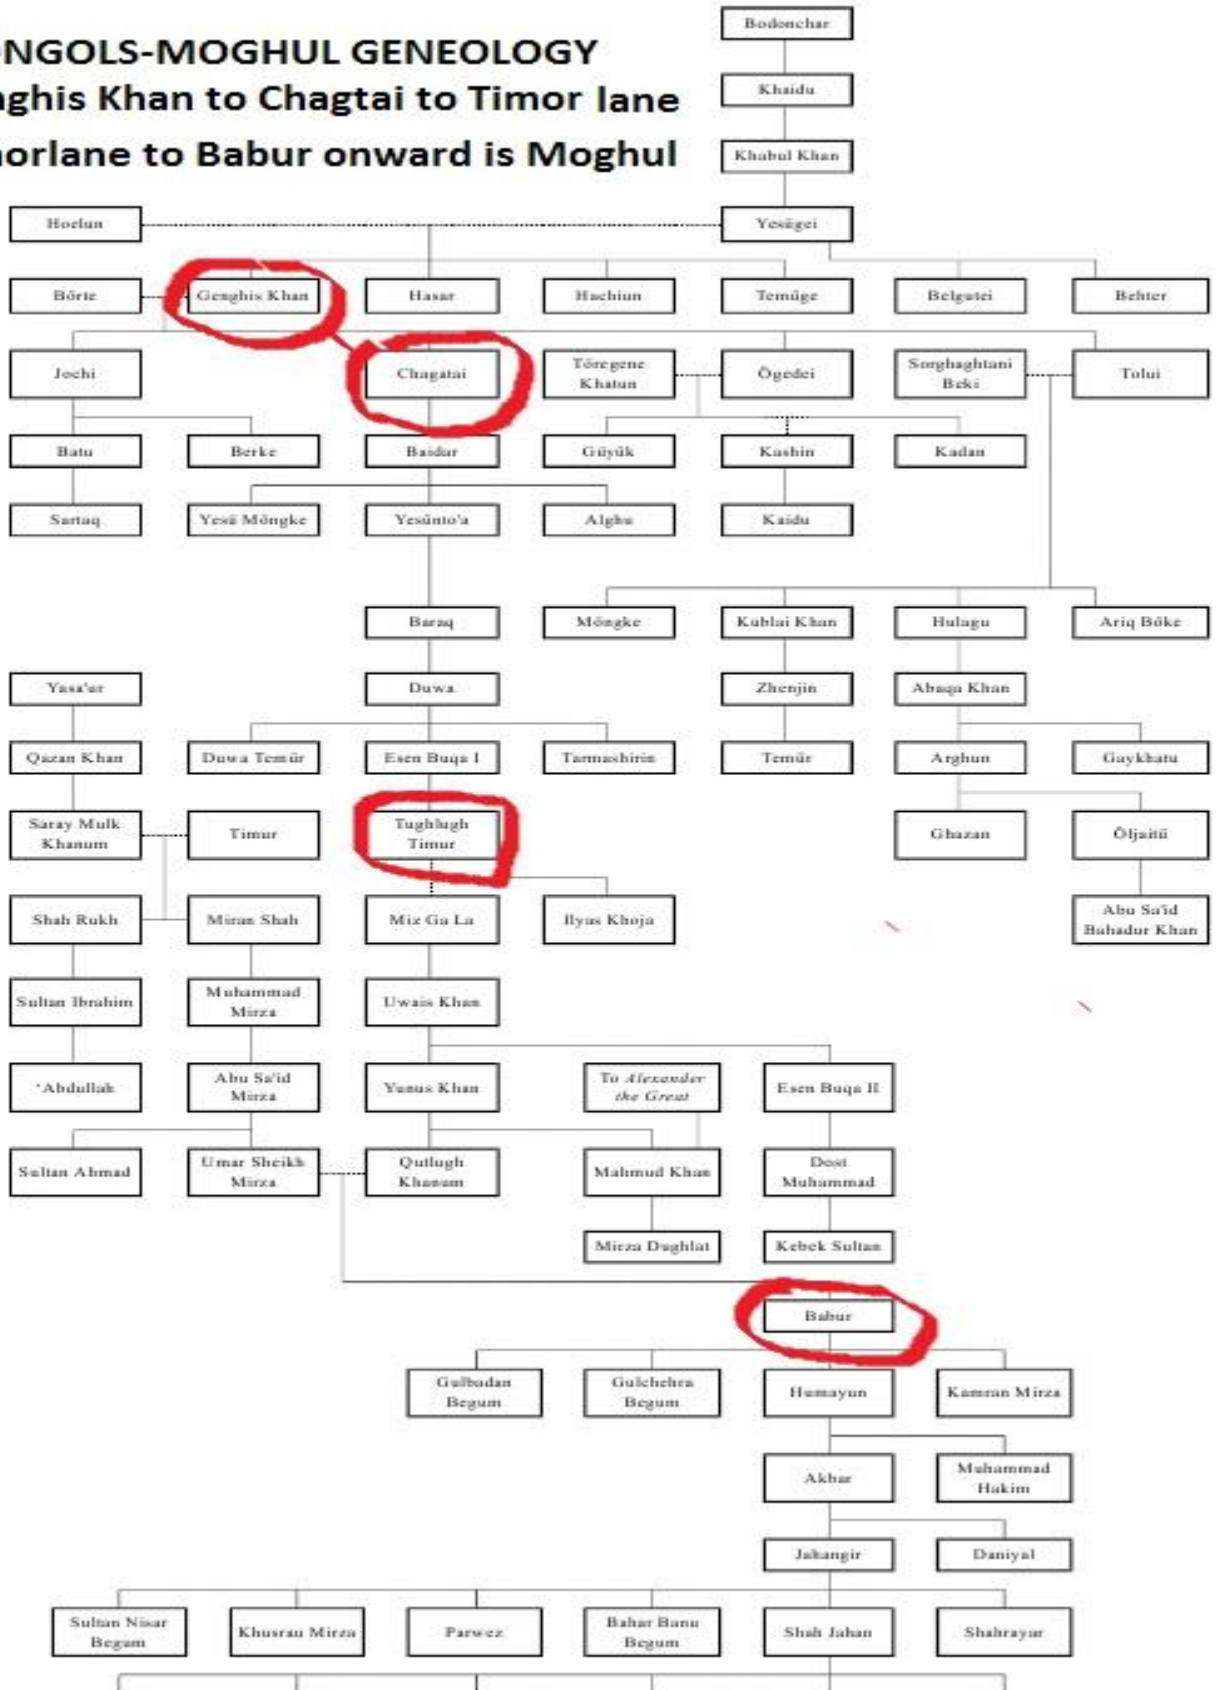 NGOLS-MOGHUL GENEOLOGY
ghis Khan to Chagtai to Timor lane
orlane to Babur onward is Moghul
Bodonchar
Khaidu
Khabul Khan
Hoelun
Yesügei
Börte
Genghis Khan
Hasar
Hachiun
Temüge
Belgutei
Behter
Jochi
Chagatai
Töregene
Khatun
Ögedei
Sorghaghtani
Beki
Tolui
Batu
Berke
Baidar
Güyük
Kashin
Kadan
Sartaq
Yesü Möngke
Yesünto'a
Alghu
Kaidu
Baraq
Möngke
Kublai Khan
Hulagu
Ariq Böke
Yasa'ur
Duwa
Zhenjin
Abaqa Khan
Qazan Khan
Duwa Temür
Esen Buqa I
Tarmashirin
Temür
Arghun
Gaykhatu
Saray Mulk
Khanum
Timur
Tughlugh
Timur
Ghazan
Öljaitü
Shah Rukh
Miran Shah
Miz Ga La
Ilyas Khoja
Abu Sa'id
Bahadur Khan
Sultan Ibrahim
Muhammad
Mirza
Uwais Khan
'Abdullah
Abu Sa'id
Mirza
Yunus Khan
To Alexander
the Great
Esen Buqa II
Sultan Ahmad
Umar Sheikh
Mirza
Qutlugh
Khanum
Mahmud Khan
Dost
Muhammad
Mirza Dughlat
Kebek Sultan
Babur
Gulbadan
Begum
Gulchehra
Begum
Humayun
Kamran Mirza
Akbar
Muhammad
Hakim
Jahangir
Daniyal
Sultan Nisar
Begum
Khusrau Mirza
Parwez
Bahar Banu
Begum
Shah Jahan
Shahrayar